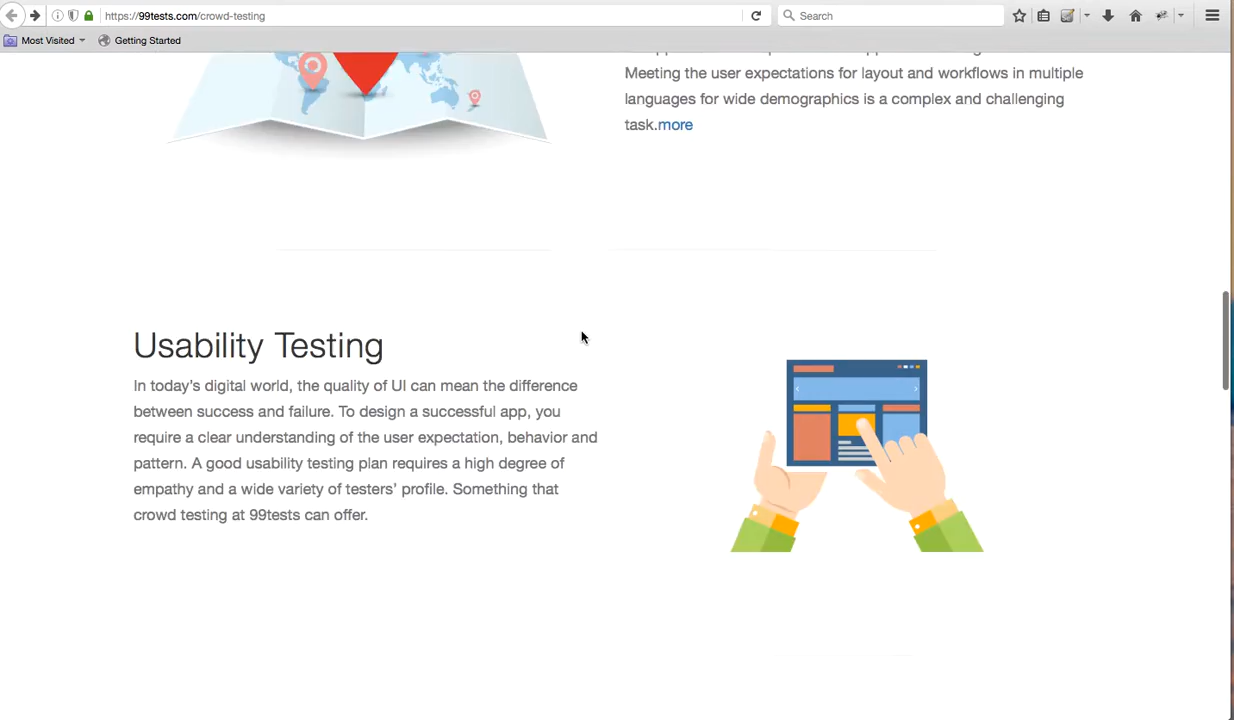 https://99tests.com/crowd-testing
Search
Most Visited
Getting Started
Meeting the user expectations for layout and workflows in multiple
languages for wide demographics is a complex and challenging
task.more
Usability Testing
In today's digital world, the quality of UI can mean the difference
between success and failure. To design a successful app, you
require a clear understanding of the user expectation, behavior and
pattern. A good usability testing plan requires a high degree of
empathy and a wide variety of testers' profile. Something that
crowd testing at 99tests can offer.